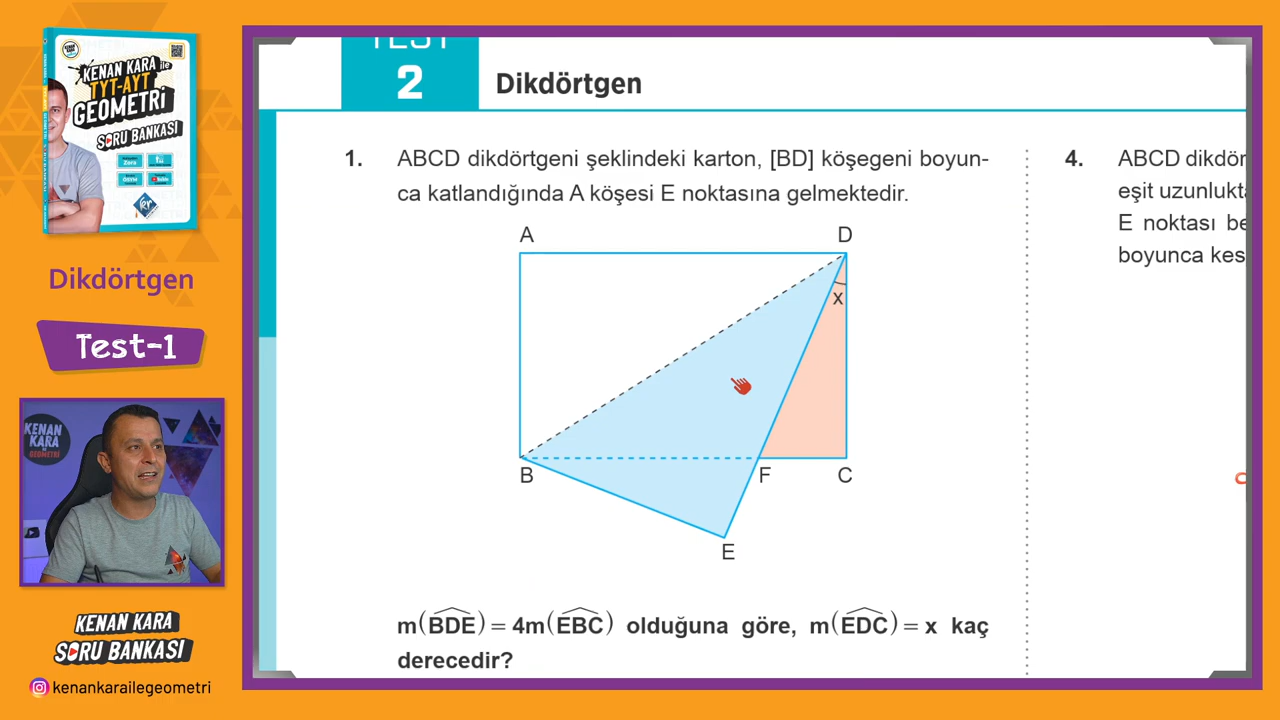 KENAN KARA ile
TYT-AYT
GEOMETRİ
SORU BANKASI
Dikdörtgen
Test-1
KENAN
KARA
GEOMETRİ
KENAN KARA
SORU BANKASI
kenankarailegeometri
TEST
2
Dikdörtgen
1. ABCD dikdörtgeni şeklindeki karton, [BD] köşegeni boyun-
ca katlandığında A köşesi E noktasına gelmektedir.
A
D
x
B
F
C
E
m(BDE) = 4m(EBC) olduğuna göre, m(EDC) = x kaç
derecedir?
4. ABCD dikdör
eşit uzunlukta
E noktası be
boyunca kes